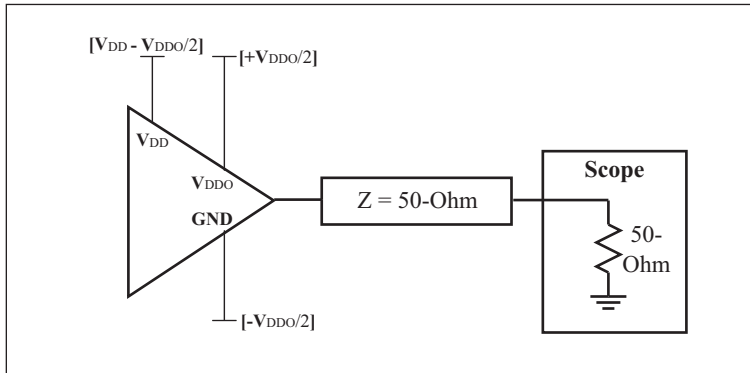 [VDD - VDDO/2]
[+VDDO/2]
VDD
VDDO
GND
[-VDDO/2]
Z = 50-Ohm
Scope
50-
Ohm